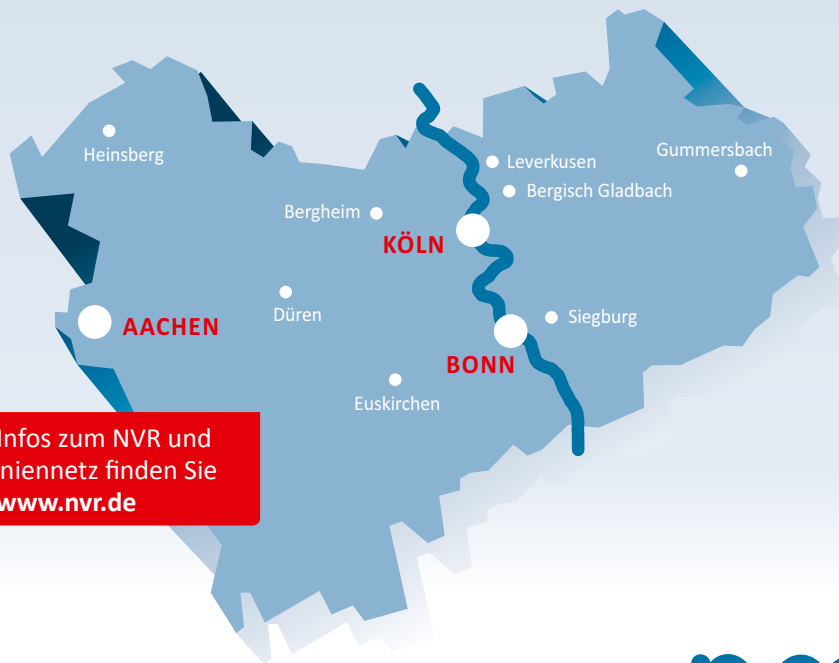 Heinsberg
Leverkusen
Gummersbach
Bergisch Gladbach
Bergheim
KÖLN
Düren
AACHEN
Siegburg
BONN
Euskirchen
Infos zum NVR und
niennetz finden Sie
www.nvr.de